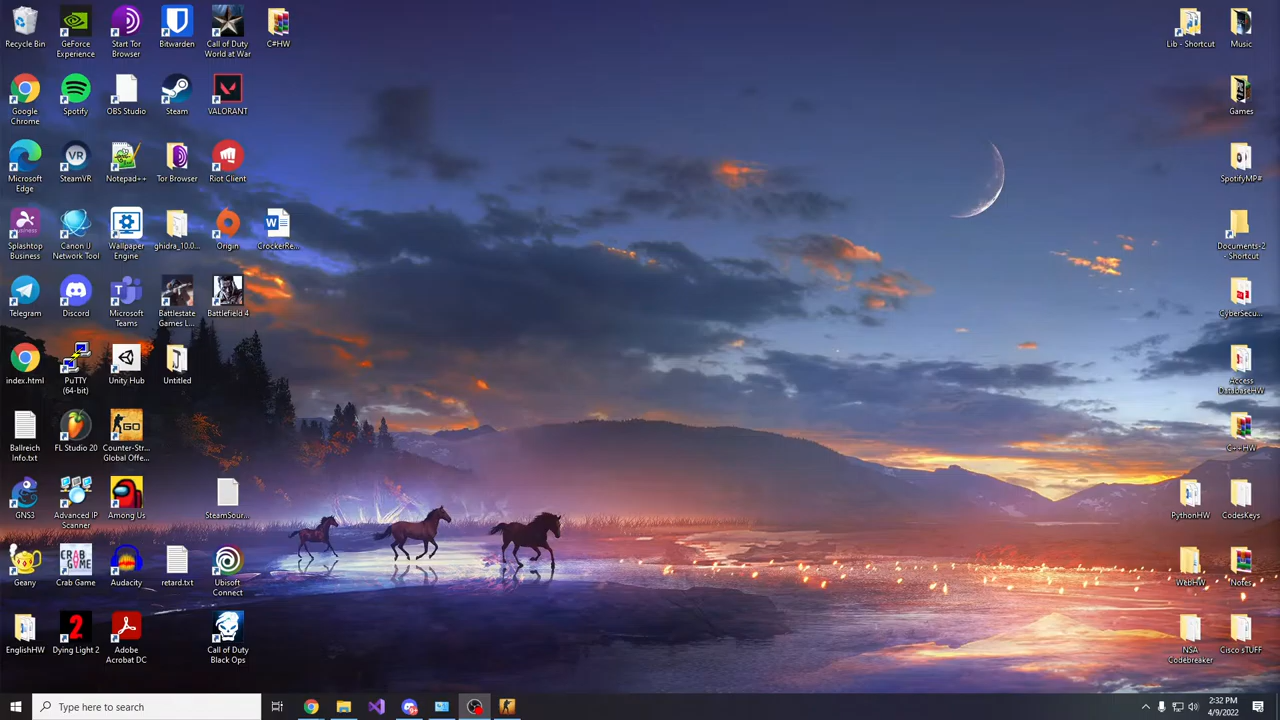 Recycle Bin
GeForce
Experience
Start Tor
Browser
Bitwarden
Call of Duty
World at War
C#HW
Lib - Shortcut
Music
Google
Chrome
Spotify
OBS Studio
Steam
VALORANT
Games
Microsoft
Edge
SteamVR
Notepad++
Tor Browser
Riot Client
SpotifyMP#
Splashtop
Business
Canon IJ
Network Tool
Wallpaper
Engine
ghidra_10.0...
Origin
CrockerRe...
Documents-2
- Shortcut
Telegram
Discord
Microsoft
Teams
Battlestate
Games L...
Battlefield 4
CyberSecu...
index.html
PuTTY
(64-bit)
Unity Hub
Untitled
Access
DatabaseHW
Ballreich
Info.txt
FL Studio 20
Counter-Str...
Global Offe...
C++HW
GNS3
Advanced IP
Scanner
Among Us
SteamSour...
PythonHW
CodesKeys
Geany
Crab Game
Audacity
retard.txt
Ubisoft
Connect
WebHW
Notes
EnglishHW
Dying Light 2
Adobe
Acrobat DC
Call of Duty
Black Ops
NSA
Codebreaker
Cisco sTUFF
Type here to search
2:32 PM
4/9/2022